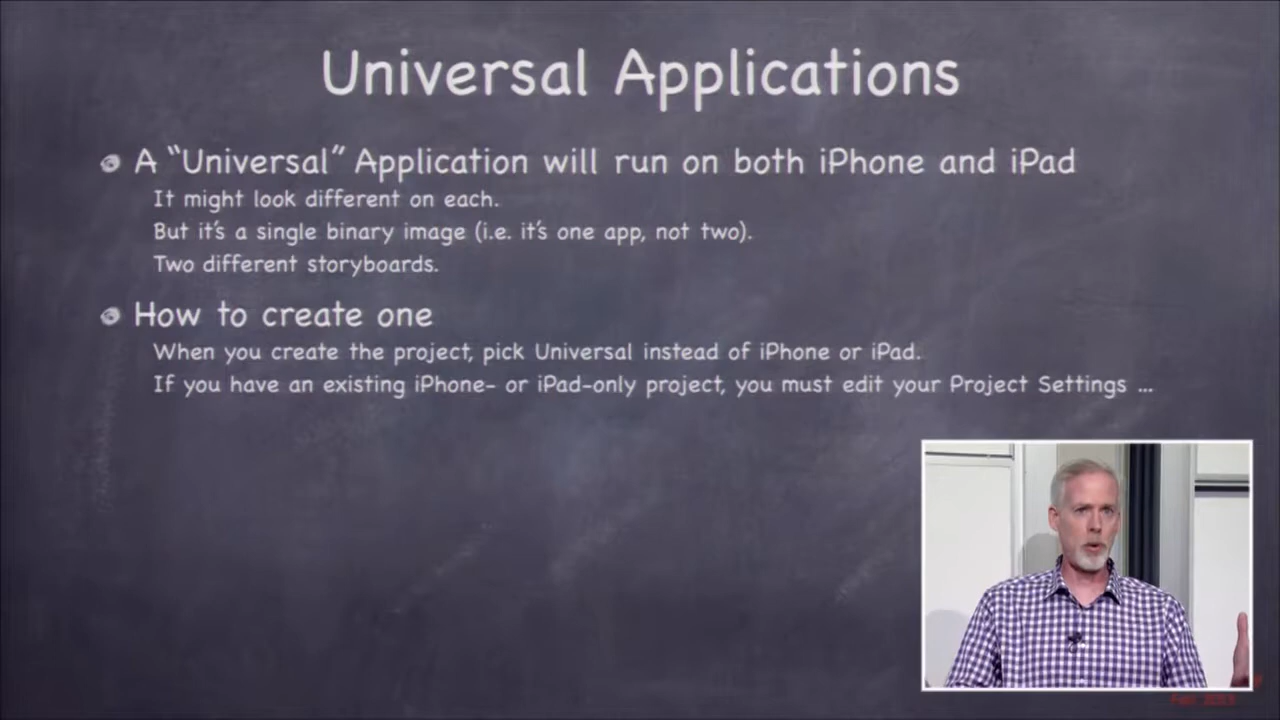 Universal Applications
A “Universal” Application will run on both iPhone and iPad
It might look different on each.
But it’s a single binary image (i.e. it’s one app, not two).
Two different storyboards.
How to create one
When you create the project, pick Universal instead of iPhone or iPad.
If you have an existing iPhone- or iPad-only project, you must edit your Project Settings ...